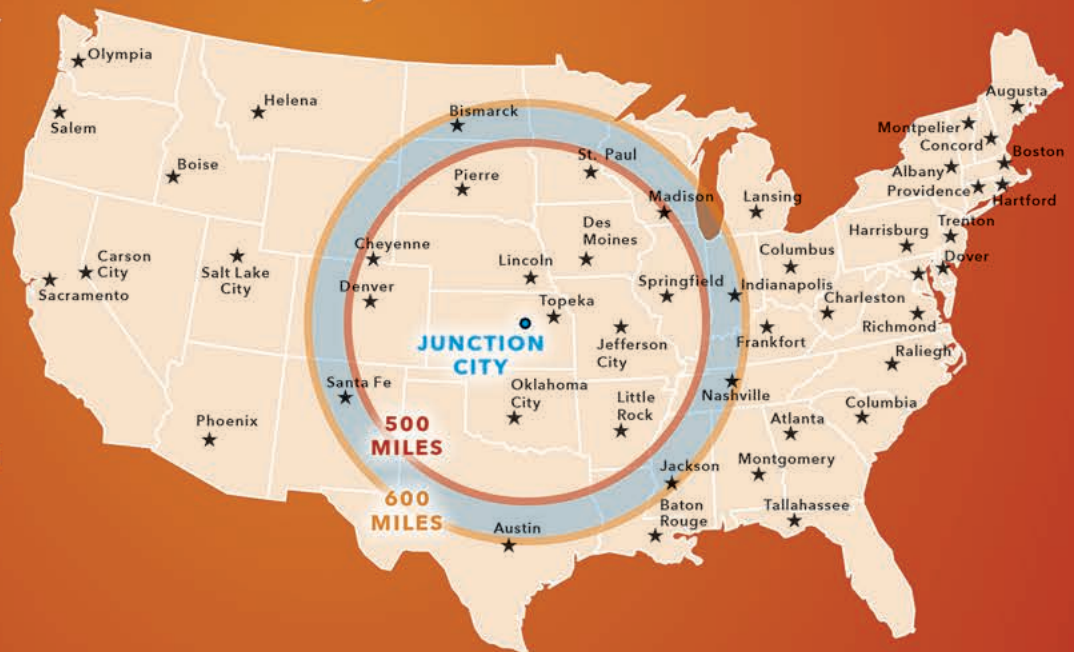 Olympia
Salem
Helena
Boise
Bismarck
St. Paul
Pierre
Madison
Lansing
Augusta
Montpelier
Concord
Boston
Albany
Providence
Hartford
Trenton
Harrisburg
Dover
Cheyenne
Des
Moines
Columbus
Carson
City
Sacramento
Salt Lake
City
Denver
Lincoln
Topeka
Springfield
Indianapolis
Charleston
JUNCTION
CITY
Jefferson
City
Frankfort
Richmond
Raliegh
Santa Fe
Oklahoma
City
Little
Rock
Nashville
Columbia
Phoenix
500
MILES
Atlanta
Jackson
Montgomery
600
MILES
Austin
Baton
Rouge
Tallahassee